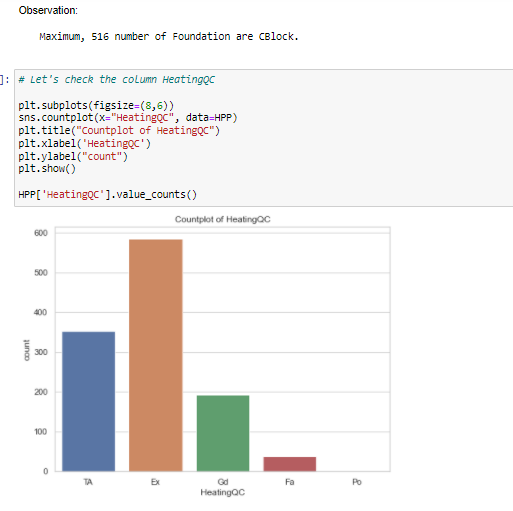 Observation:
Maximum, 516 number of Foundation are CBlock.
]: # Let's check the column HeatingQC
plt.subplots(figsize=(8,6))
sns.countplot(x="HeatingQC", data=HPP)
plt.title("Countplot of HeatingQC")
plt.xlabel('HeatingQC')
plt.ylabel("count")
plt.show()
HPP['HeatingQC'].value_counts()
Countplot of HeatingQC
600
500
400
300
200
100
0
count
TA Ex Gd Fa Po
HeatingQC